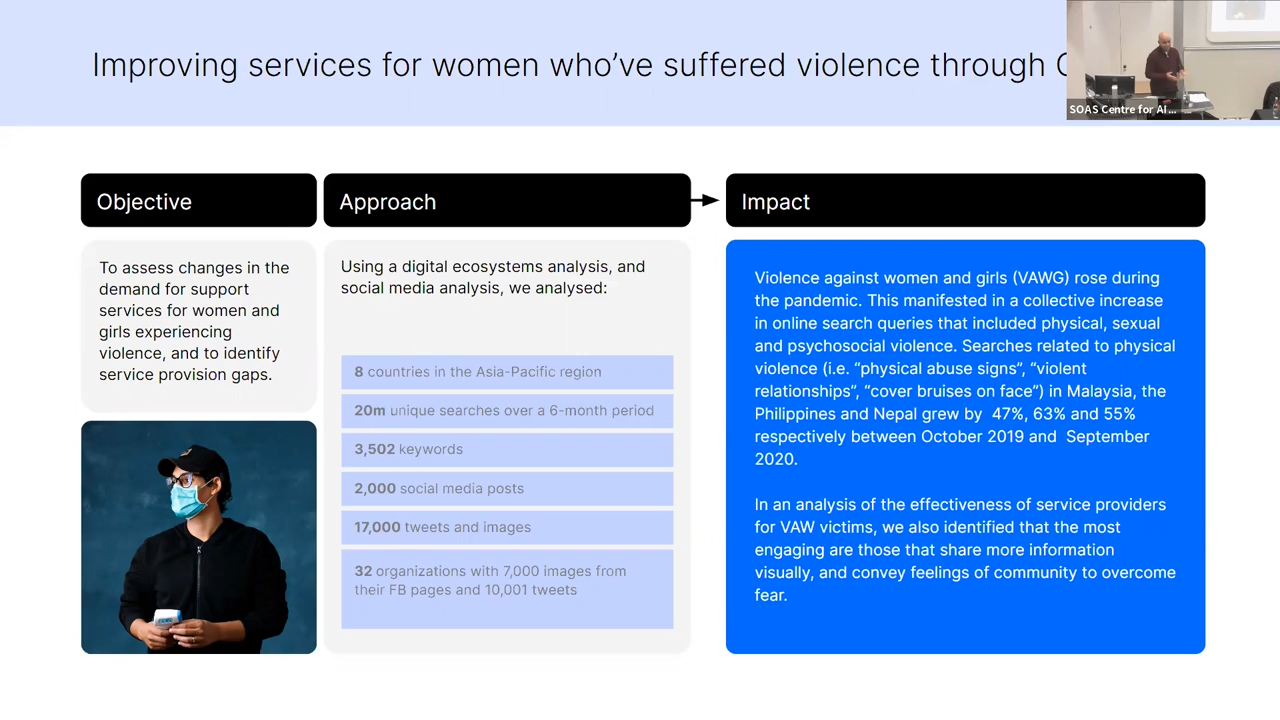 Improving services for women who've suffered violence through
SOAS Centre for AI...
Objective
Approach
Impact
To assess changes in the
demand for support
services for women and
girls experiencing
violence, and to identify
service provision gaps.
Using a digital ecosystems analysis, and
social media analysis, we analysed:
8 countries in the Asia-Pacific region
20m unique searches over a 6-month period
3,502 keywords
2,000 social media posts
17,000 tweets and images
32 organizations with 7,000 images from
their FB pages and 10,001 tweets
Violence against women and girls (VAWG) rose during
the pandemic. This manifested in a collective increase
in online search queries that included physical, sexual
and psychosocial violence. Searches related to physical
violence (i.e. “physical abuse signs”, “violent
relationships”, “cover bruises on face”) in Malaysia, the
Philippines and Nepal grew by 47%, 63% and 55%
respectively between October 2019 and September
2020.
In an analysis of the effectiveness of service providers
for VAW victims, we also identified that the most
engaging are those that share more information
visually, and convey feelings of community to overcome
fear.